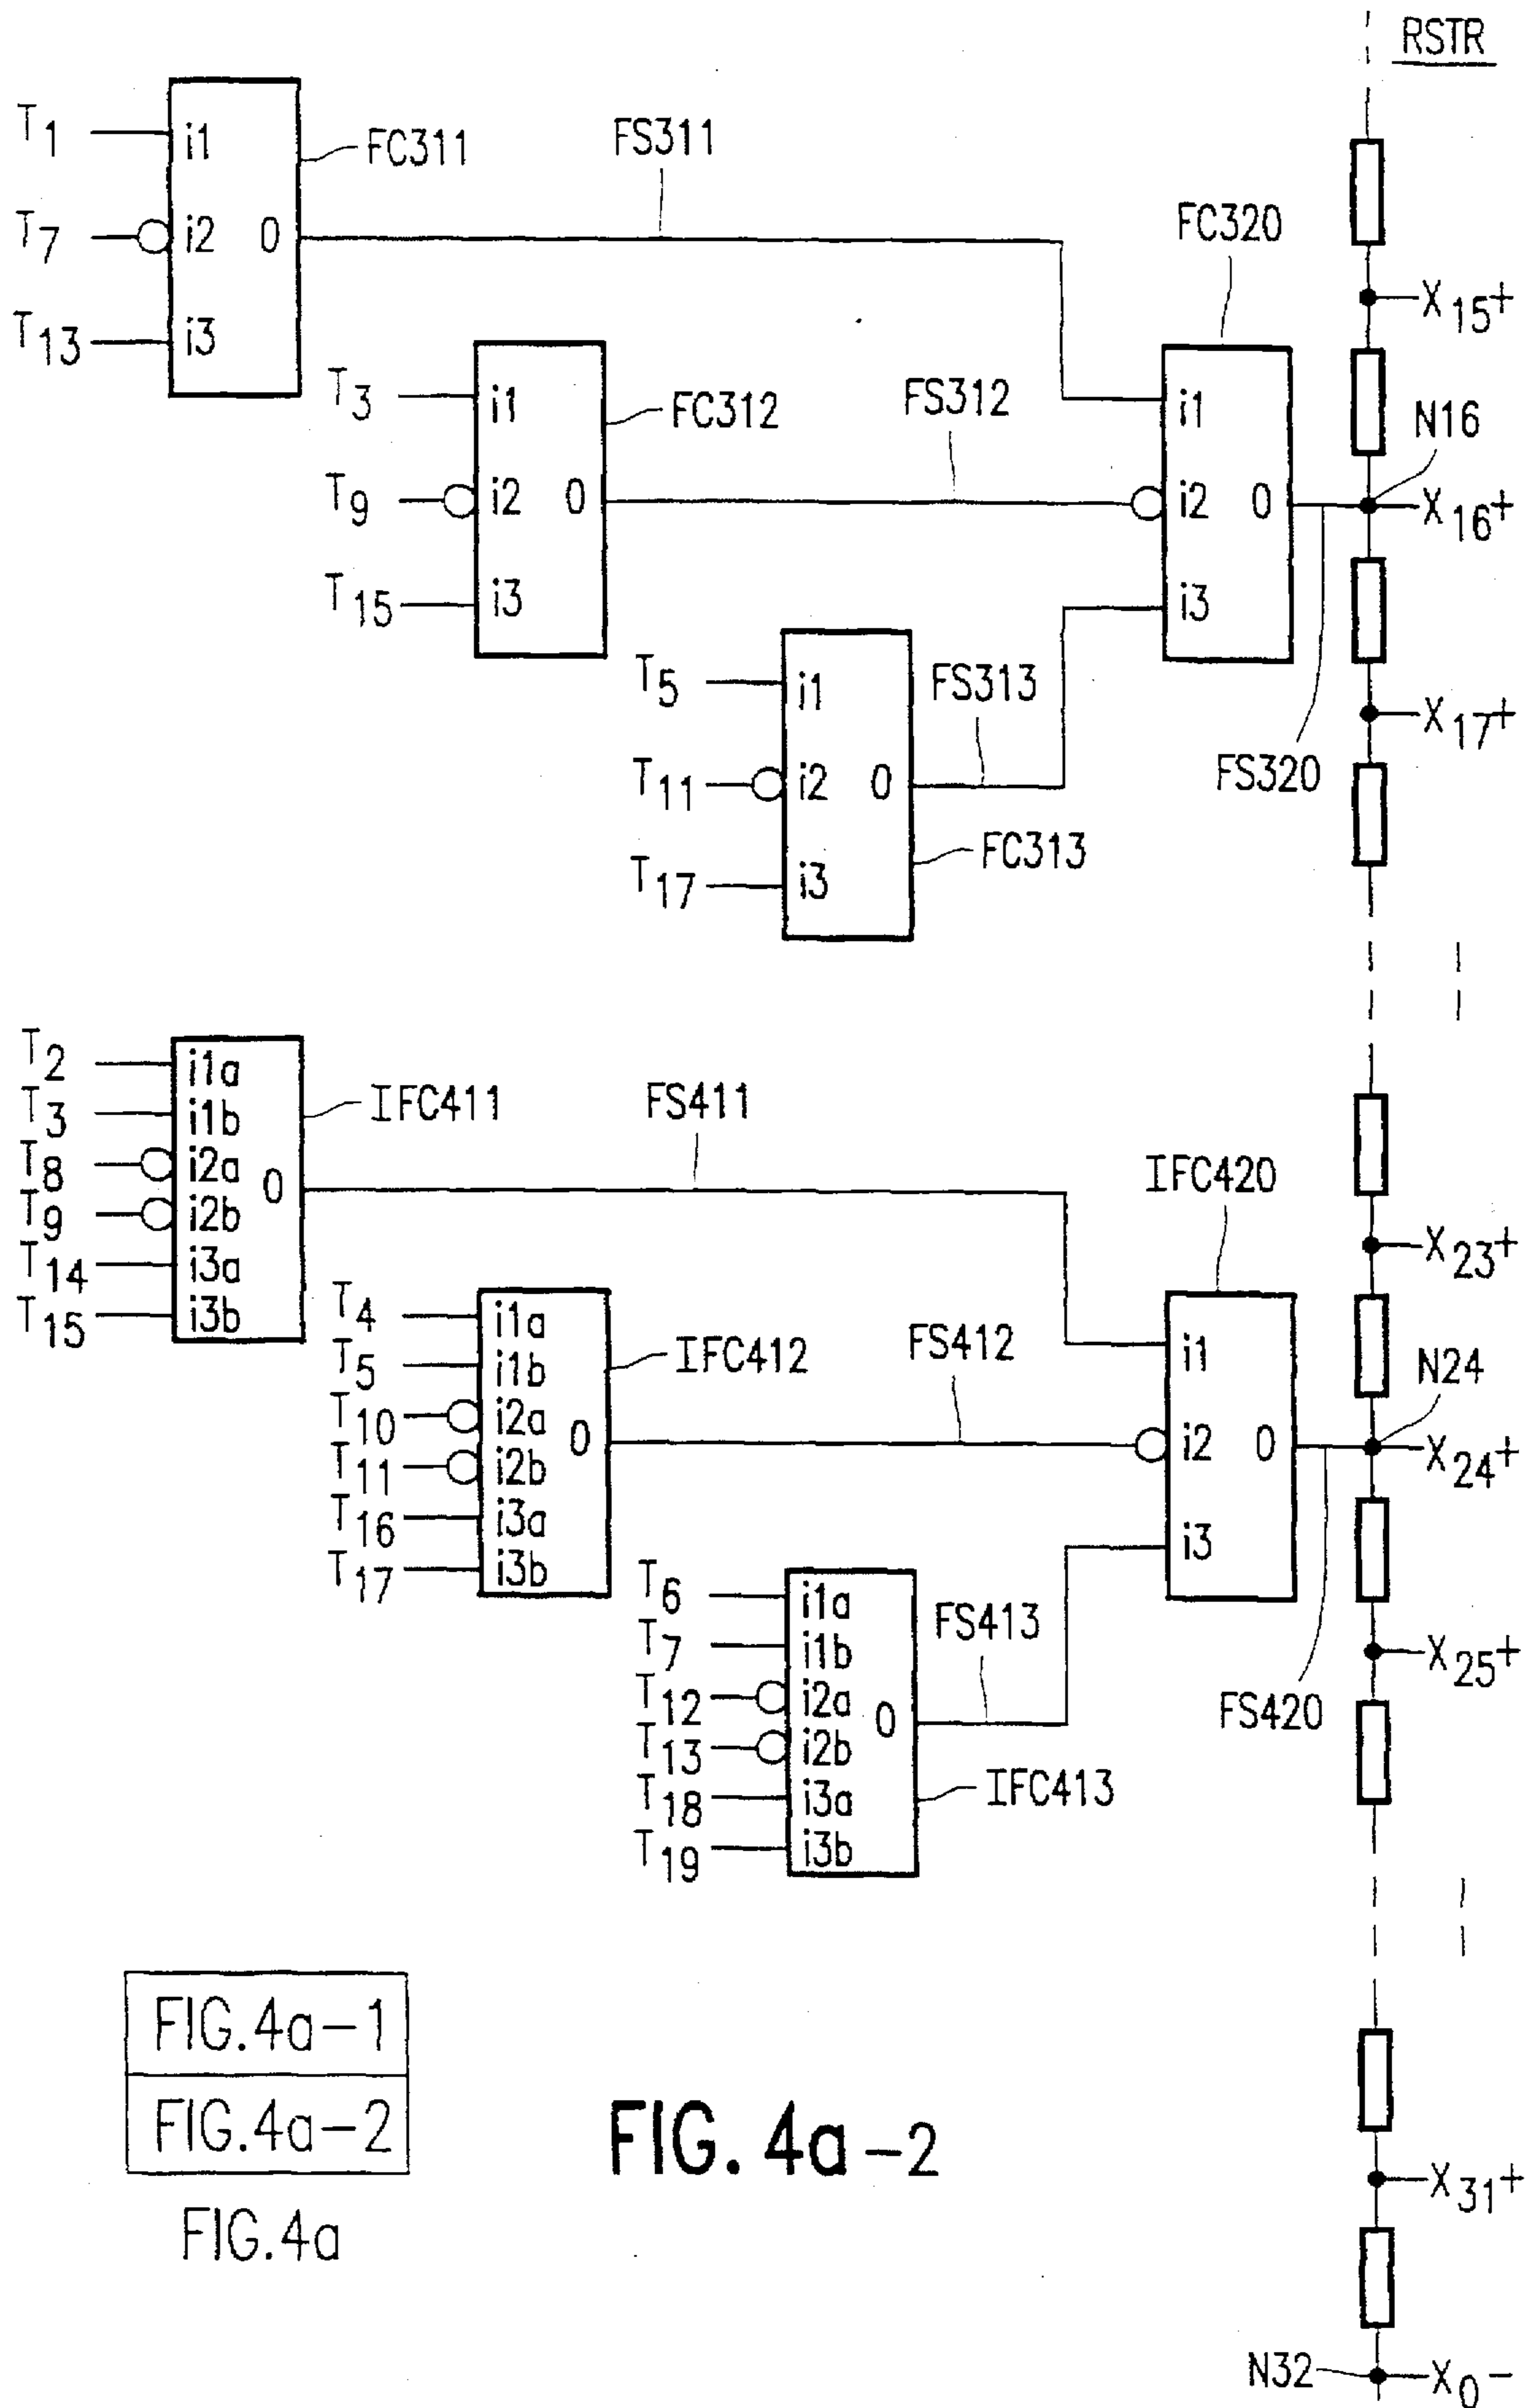 RSTR
T1
i1
FC311
FS311
T7
i2
0
FC320
T13
i3
X15+
T3
i1
FC312
FS312
i1
N16
T9
i2
0
i2
0
X16+
T15
i3
i3
T5
i1
FS313
X17+
T11
i2
0
FS320
T17
i3
FC313
T2
i1a
T3
i1b
IFC411
FS411
T8
i2a
0
IFC420
T9
i2b
X23+
T14
i3a
T15
i3b
T4
i1a
T5
i1b
IFC412
FS412
i1
N24
T10
i2a
0
i2
0
X24+
T11
i2b
T16
i3a
i3
T17
i3b
T6
i1a
T7
i1b
FS413
X25+
T12
i2a
0
FS420
T13
i2b
T18
i3a
IFC413
T19
i3b
FIG.4a-1
FIG.4a-2
FIG.4a
FIG. 4a-2
X31+
N32
X0-